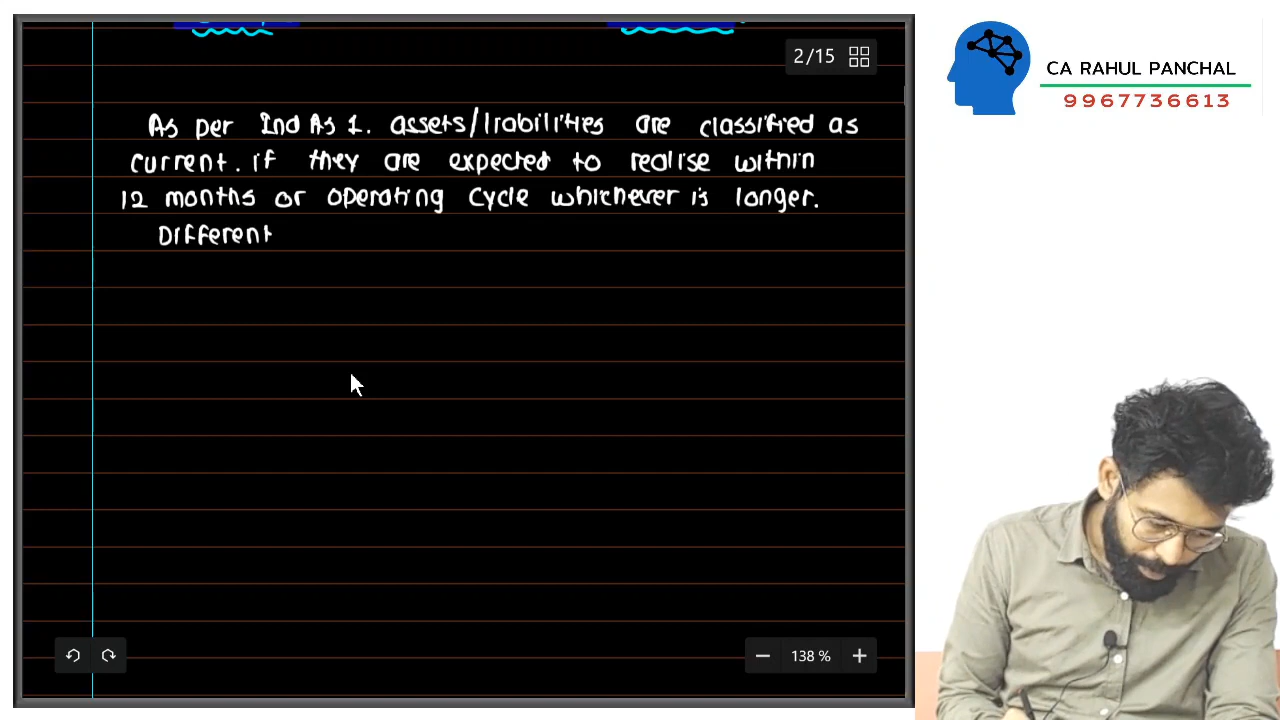 2/15
CA RAHUL PANCHAL
9967736613
As per Ind As 1. assets/liabilities are classified as
current. if they are expected to realise within
12 months or operating cycle whichever is longer.
Different
138 %